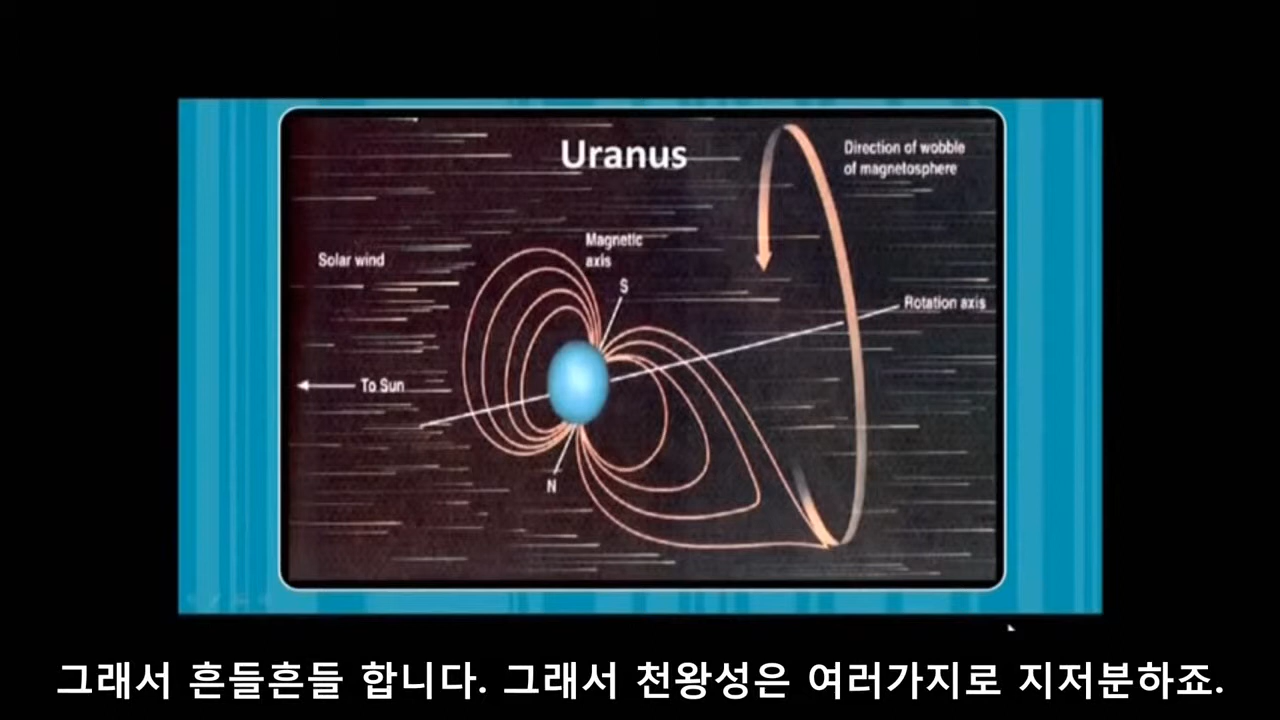 Uranus
Direction of wobble
of magnetosphere
Magnetic
axis
Solar wind
S
Rotation axis
To Sun
N
그래서 흔들흔들 합니다. 그래서 천왕성은 여러가지로 지저분하죠.